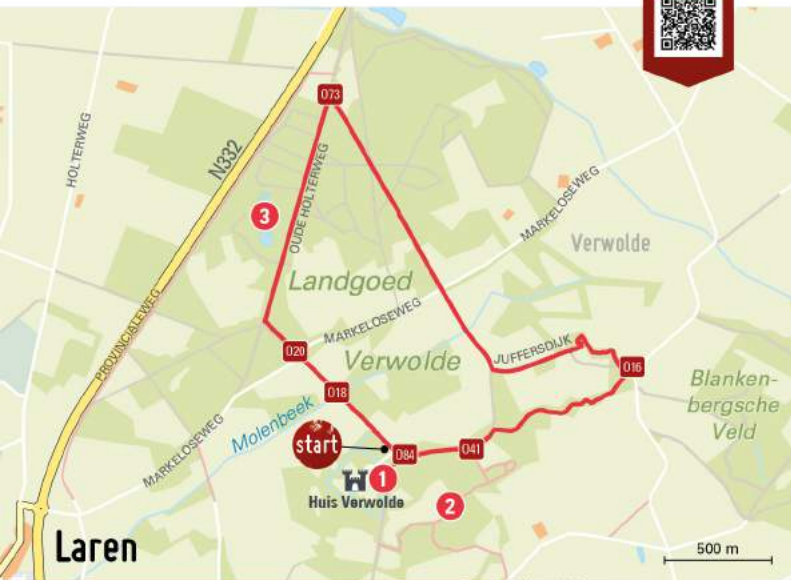 073
HOLTERWEG
N332
OUDE HOLTERWEG
3
MARKELOSEWEG
Verwolde
Landgoed
PROVINCIALEWEG
MARKELOSEWEG
020
Verwolde
JUFFERSDIJK
016
018
Blanken-
bergsche
Veld
Molenbeek
MARKELOSEWEG
start
084
041
1
Huis Verwolde
2
Laren
500 m